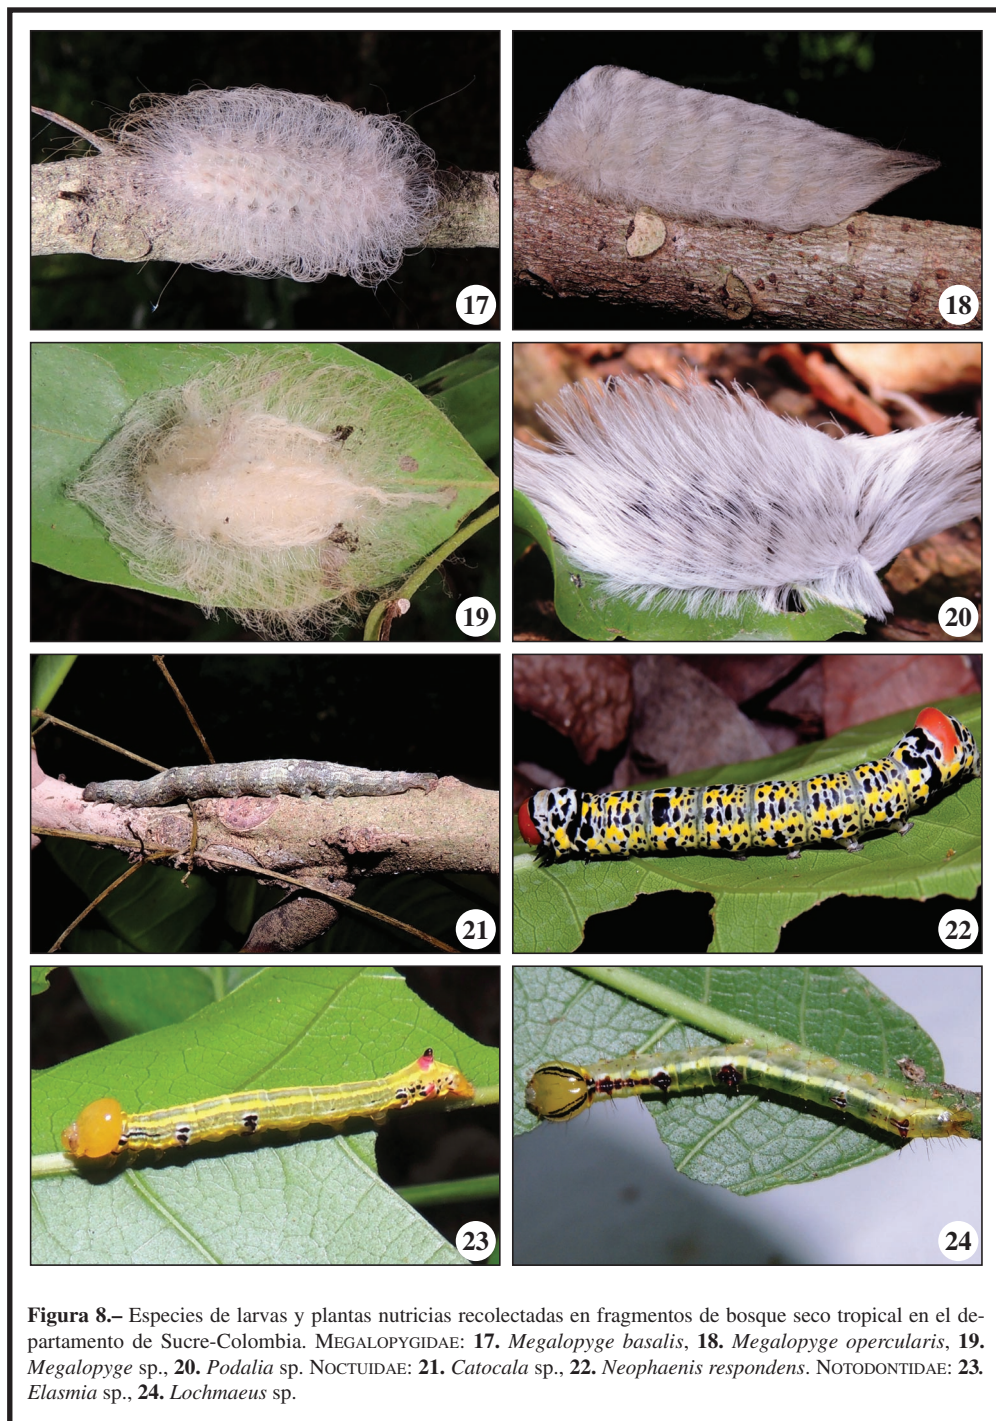 17
18
19
20
21
22
23
24
Figura 8.– Especies de larvas y plantas nutricias recolectadas en fragmentos de bosque seco tropical en el de-
partamento de Sucre-Colombia. MEGALOPYGIDAE: 17. Megalopyge basalis, 18. Megalopyge opercularis, 19.
Megalopyge sp., 20. Podalia sp. NOCTUIDAE: 21. Catocala sp., 22. Neophaenis respondens. NOTODONTIDAE: 23.
Elasmia sp., 24. Lochmaeus sp.